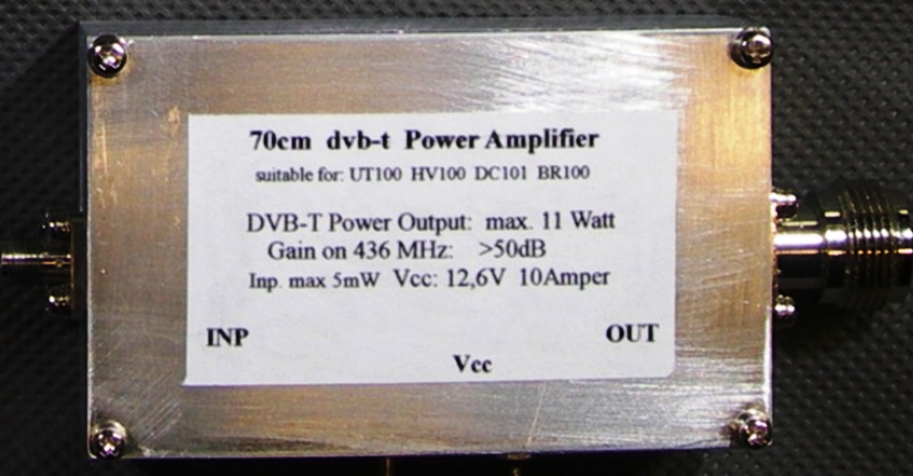 70cm dvb-t Power Amplifier
suitable for: UT100 HV100 DC101 BR100
DVB-T Power Output: max. 11 Watt
Gain on 436 MHz: >50dB
Inp. max 5mW Vcc: 12,6V 10Amper
INP OUT
Vcc